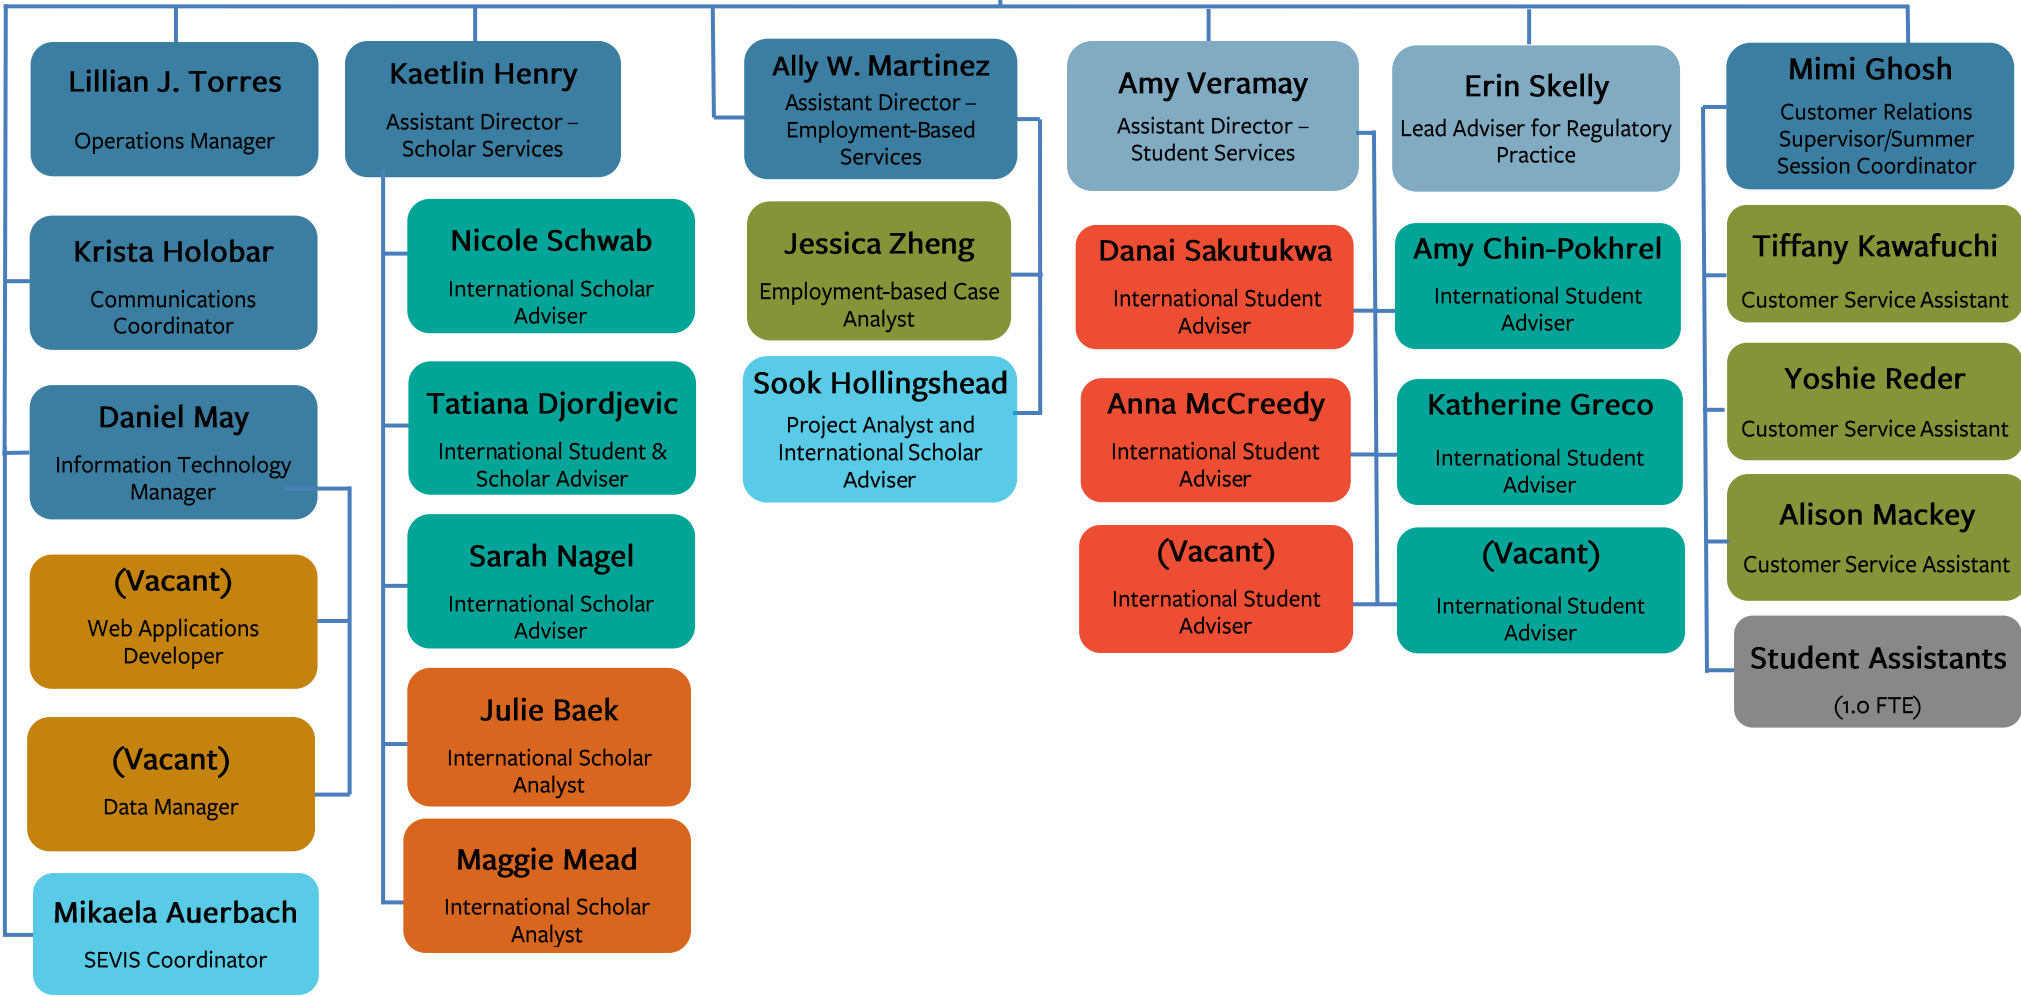 Lillian J. Torres
Operations Manager
Krista Holobar
Communications
Coordinator
Daniel May
Information Technology
Manager
(Vacant)
Web Applications
Developer
(Vacant)
Data Manager
Mikaela Auerbach
SEVIS Coordinator
Kaetlin Henry
Assistant Director –
Scholar Services
Nicole Schwab
International Scholar
Adviser
Tatiana Djordjevic
International Student &
Scholar Adviser
Sarah Nagel
International Scholar
Adviser
Julie Baek
International Scholar
Analyst
Maggie Mead
International Scholar
Analyst
Ally W. Martinez
Assistant Director –
Employment-Based
Services
Jessica Zheng
Employment-based Case
Analyst
Sook Hollingshead
Project Analyst and
International Scholar
Adviser
Amy Veramay
Assistant Director –
Student Services
Danai Sakutukwa
International Student
Adviser
Anna McCreedy
International Student
Adviser
(Vacant)
International Student
Adviser
Erin Skelly
Lead Adviser for Regulatory
Practice
Amy Chin-Pokhrel
International Student
Adviser
Katherine Greco
International Student
Adviser
(Vacant)
International Student
Adviser
Mimi Ghosh
Customer Relations
Supervisor/Summer
Session Coordinator
Tiffany Kawafuchi
Customer Service Assistant
Yoshie Reder
Customer Service Assistant
Alison Mackey
Customer Service Assistant
Student Assistants
(1.0 FTE)